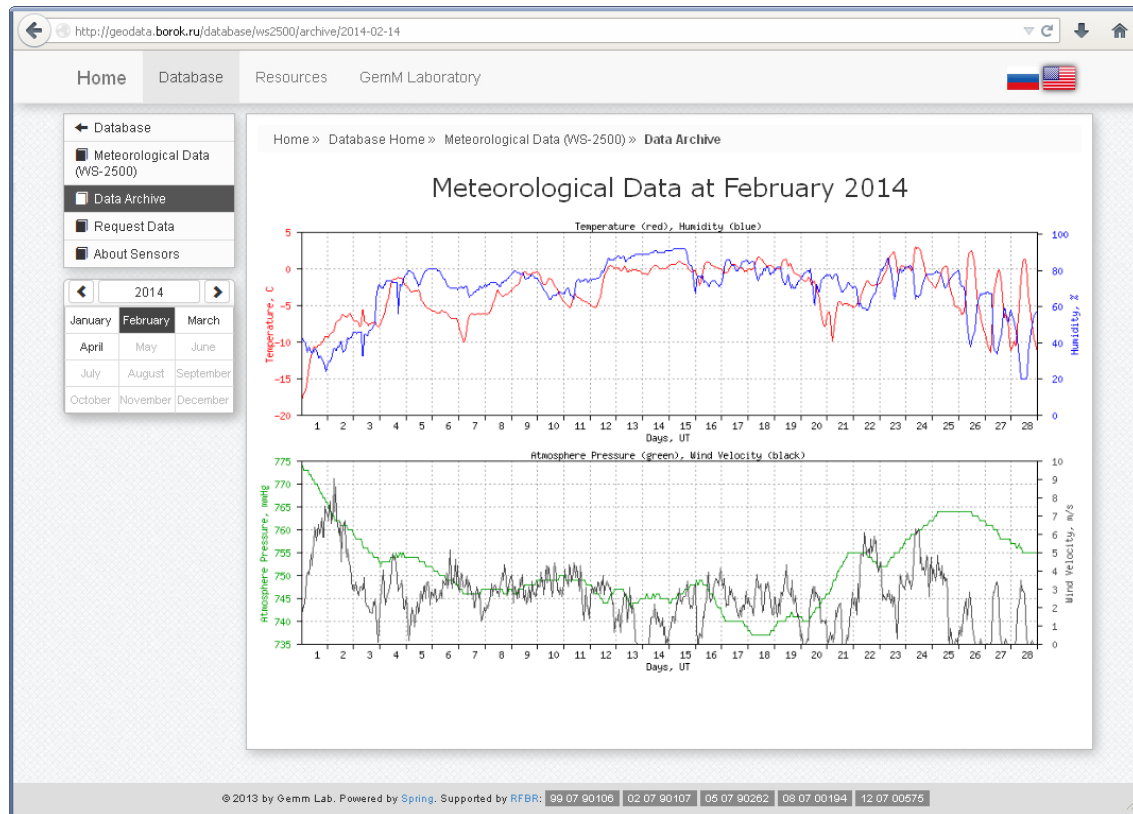 http://geodata.borok.ru/database/ws2500/archive/2014-02-14
Home Database Resources GemM Laboratory
Database
Meteorological Data
(WS-2500)
Data Archive
Request Data
About Sensors
2014
January February March
April May June
July August September
October November December
Home » Database Home » Meteorological Data (WS-2500) » Data Archive
Meteorological Data at February 2014
Temperature (red), Humidity (blue)
Temperature, C
5
0
-5
-10
-15
-20
100
80
60
40
20
0
Humidity, %
1 2 3 4 5 6 7 8 9 10 11 12 13 14 15 16 17 18 19 20 21 22 23 24 25 26 27 28
Days, UT
Atmosphere Pressure (green), Wind Velocity (black)
Atmosphere Pressure, mmHg
775
770
765
760
755
750
745
740
735
10
9
8
7
6
5
4
3
2
1
0
Wind Velocity, m/s
1 2 3 4 5 6 7 8 9 10 11 12 13 14 15 16 17 18 19 20 21 22 23 24 25 26 27 28
Days, UT
© 2013 by Gemm Lab. Powered by Spring. Supported by RFBR: 99 07 90106 02 07 90107 05 07 90262 08 07 00194 12 07 00575